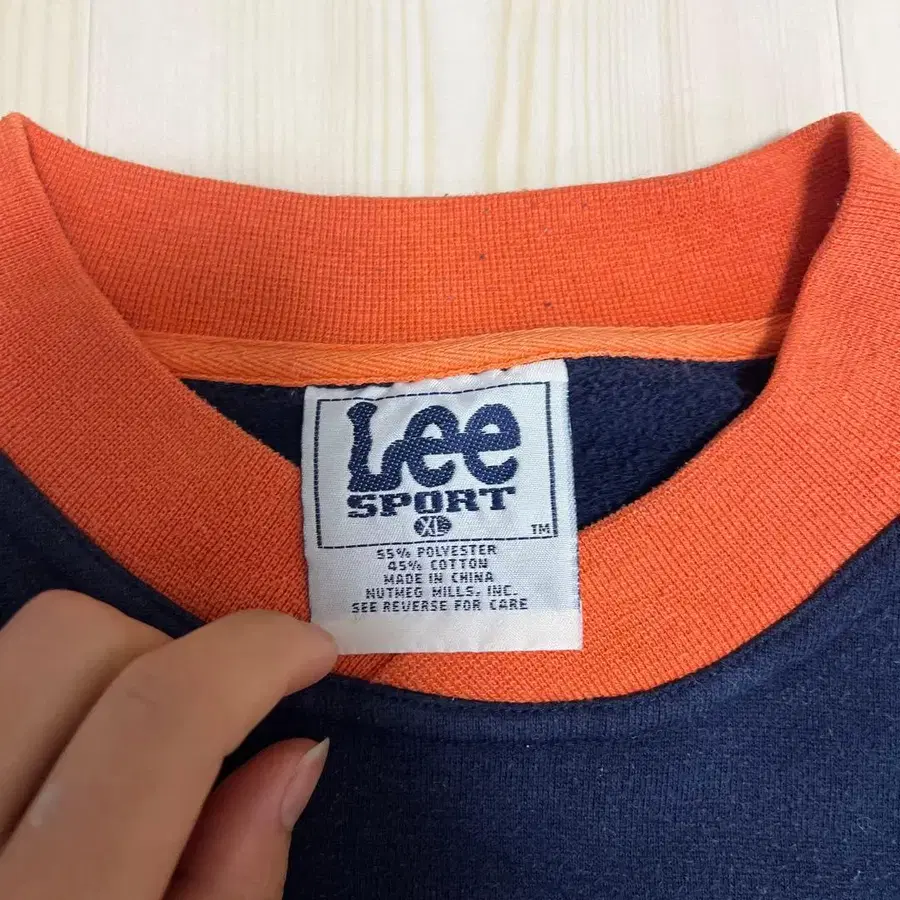 Lee
SPORT
XL
TM
55% POLYESTER
45% COTTON
MADE IN CHINA
NUTMEG MILLS, INC.
SEE REVERSE FOR CARE